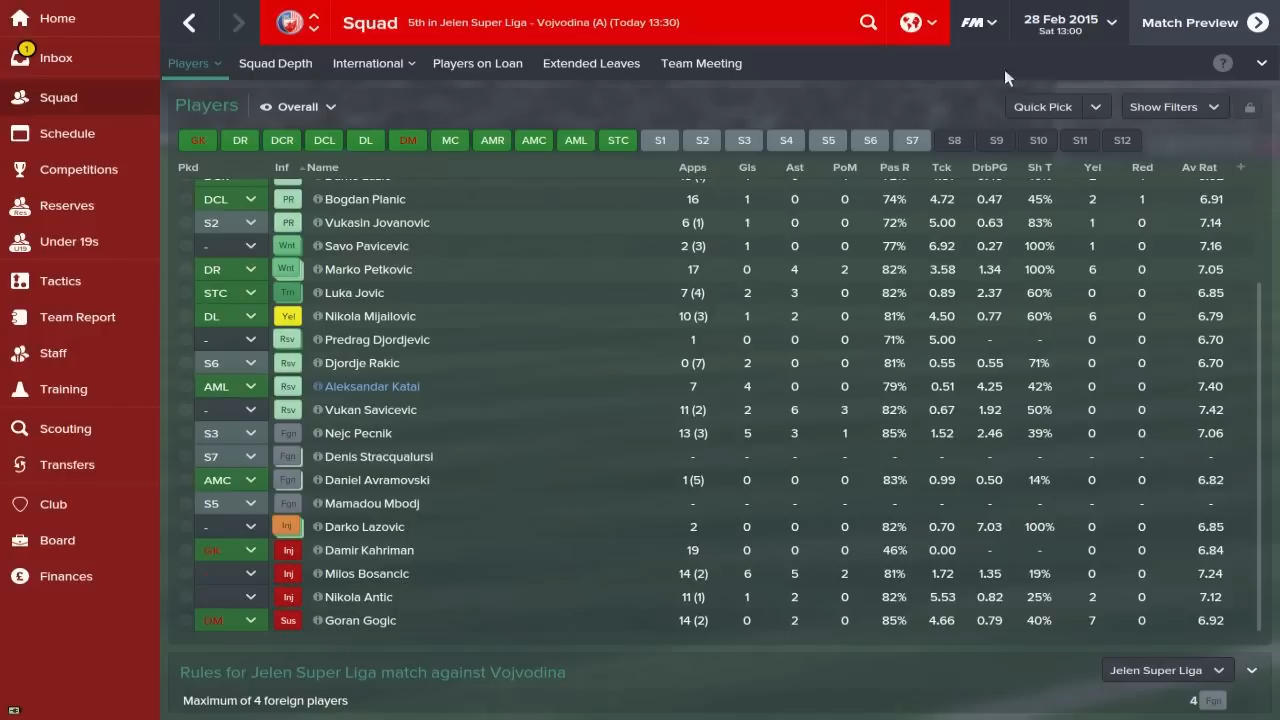 Home
Squad
5th in Jelen Super Liga - Vojvodina (A) (Today 13:30)
FM
28 Feb 2015
Sat 13:00
Match Preview
1
Inbox
Squad
Schedule
Competitions
Res
Reserves
U19
Under 19s
Tactics
Team Report
Staff
Training
Scouting
Transfers
Club
Board
Finances
Players International Squad Depth Players on Loan Extended Leaves Team Meeting ?
Players Overall Quick Pick Show Filters
GK DR DCR DCL DL DM MC AMR AMC AML STC S1 S2 S3 S4 S5 S6 S7 S8 S9 S10 S11 S12
Pkd Inf Name Apps Gls Ast PoM Pas R Tck DrbPG Sh T Yel Red Av Rat +
DCL PR Bogdan Planic 16 1 0 0 74% 4.72 0.47 45% 2 1 6.91
S2 PR Vukasin Jovanovic 6 (1) 1 0 0 72% 5.00 0.63 83% 1 0 7.14
- Wnt Savo Pavicevic 2 (3) 1 0 0 77% 6.92 0.27 100% 1 0 7.16
DR Wnt Marko Petkovic 17 0 4 2 82% 3.58 1.34 100% 6 0 7.05
STC Trn Luka Jovic 7 (4) 2 3 0 82% 0.89 2.37 60% 0 0 6.85
DL Yel Nikola Mijailovic 10 (3) 1 2 0 81% 4.50 0.77 60% 6 0 6.79
- Rsv Predrag Djordjevic 1 0 0 0 71% 5.00 - - 0 0 6.70
S6 Rsv Djordje Rakic 0 (7) 2 0 0 81% 0.55 0.55 71% 0 0 6.70
AML Rsv Aleksandar Katai 7 4 0 0 79% 0.51 4.25 42% 0 0 7.40
- Rsv Vukan Savicevic 11 (2) 2 6 3 82% 0.67 1.92 50% 0 0 7.42
S3 Fgn Nejc Pecnik 13 (3) 5 3 1 85% 1.52 2.46 39% 0 0 7.06
S7 Fgn Denis Stracqualursi - - - - - - - - - - -
AMC Fgn Daniel Avramovski 1 (5) 0 0 0 83% 0.99 0.50 14% 0 0 6.82
S5 Fgn Mamadou Mbodj - - - - - - - - - - -
- Inj Darko Lazovic 2 0 0 0 82% 0.70 7.03 100% 0 0 6.85
GK Inj Damir Kahriman 19 0 0 0 46% 0.00 - - 0 0 6.84
Inj Milos Bosancic 14 (2) 6 5 2 81% 1.72 1.35 19% 0 0 7.24
Inj Nikola Antic 11 (1) 1 2 0 82% 5.53 0.82 25% 2 0 7.12
DM Sus Goran Gogic 14 (2) 0 2 0 85% 4.66 0.79 40% 7 0 6.92
Rules for Jelen Super Liga match against Vojvodina Jelen Super Liga
Maximum of 4 foreign players 4 Fgn